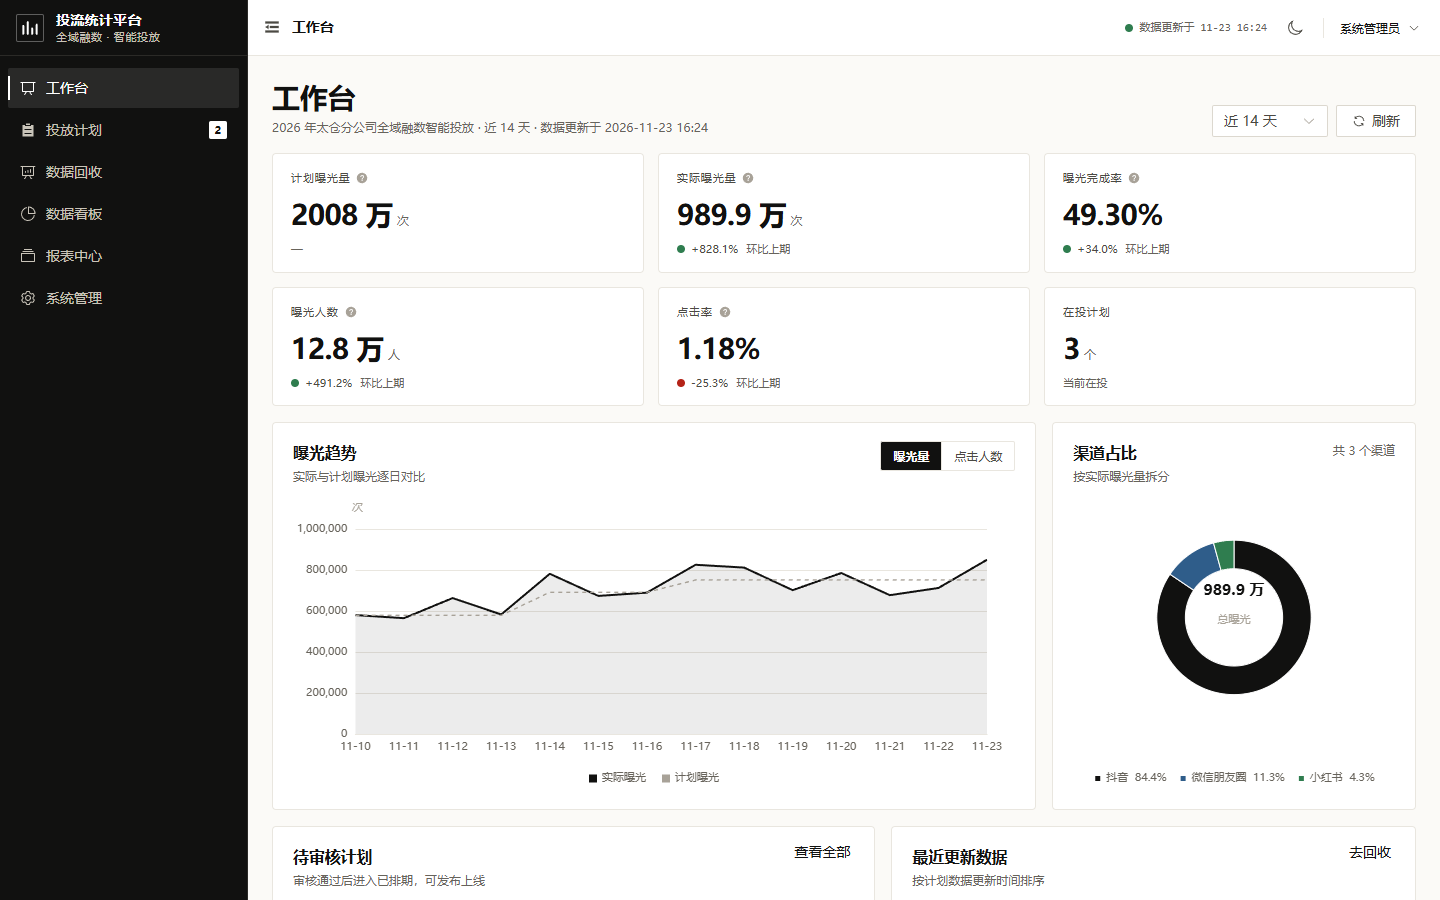 投流统计平台
全域融数 · 智能投放
工作台
投放计划
2
数据回收
数据看板
报表中心
系统管理
工作台
数据更新于 11-23 16:24
系统管理员
工作台
2026 年太仓分公司全域融数智能投放 · 近 14 天 · 数据更新于 2026-11-23 16:24
近 14 天
刷新
计划曝光量 ?
2008 万 次
—
实际曝光量 ?
989.9 万 次
+828.1% 环比上期
曝光完成率 ?
49.30%
+34.0% 环比上期
曝光人数 ?
12.8 万 人
+491.2% 环比上期
点击率 ?
1.18%
-25.3% 环比上期
在投计划
3 个
当前在投
曝光趋势
实际与计划曝光逐日对比
曝光量
点击人数
次
1,000,000
800,000
600,000
400,000
200,000
0
11-10 11-11 11-12 11-13 11-14 11-15 11-16 11-17 11-18 11-19 11-20 11-21 11-22 11-23
实际曝光 计划曝光
渠道占比
共 3 个渠道
按实际曝光量拆分
989.9 万
总曝光
抖音 84.4% 微信朋友圈 11.3% 小红书 4.3%
待审核计划
查看全部
审核通过后进入已排期，可发布上线
最近更新数据
去回收
按计划数据更新时间排序